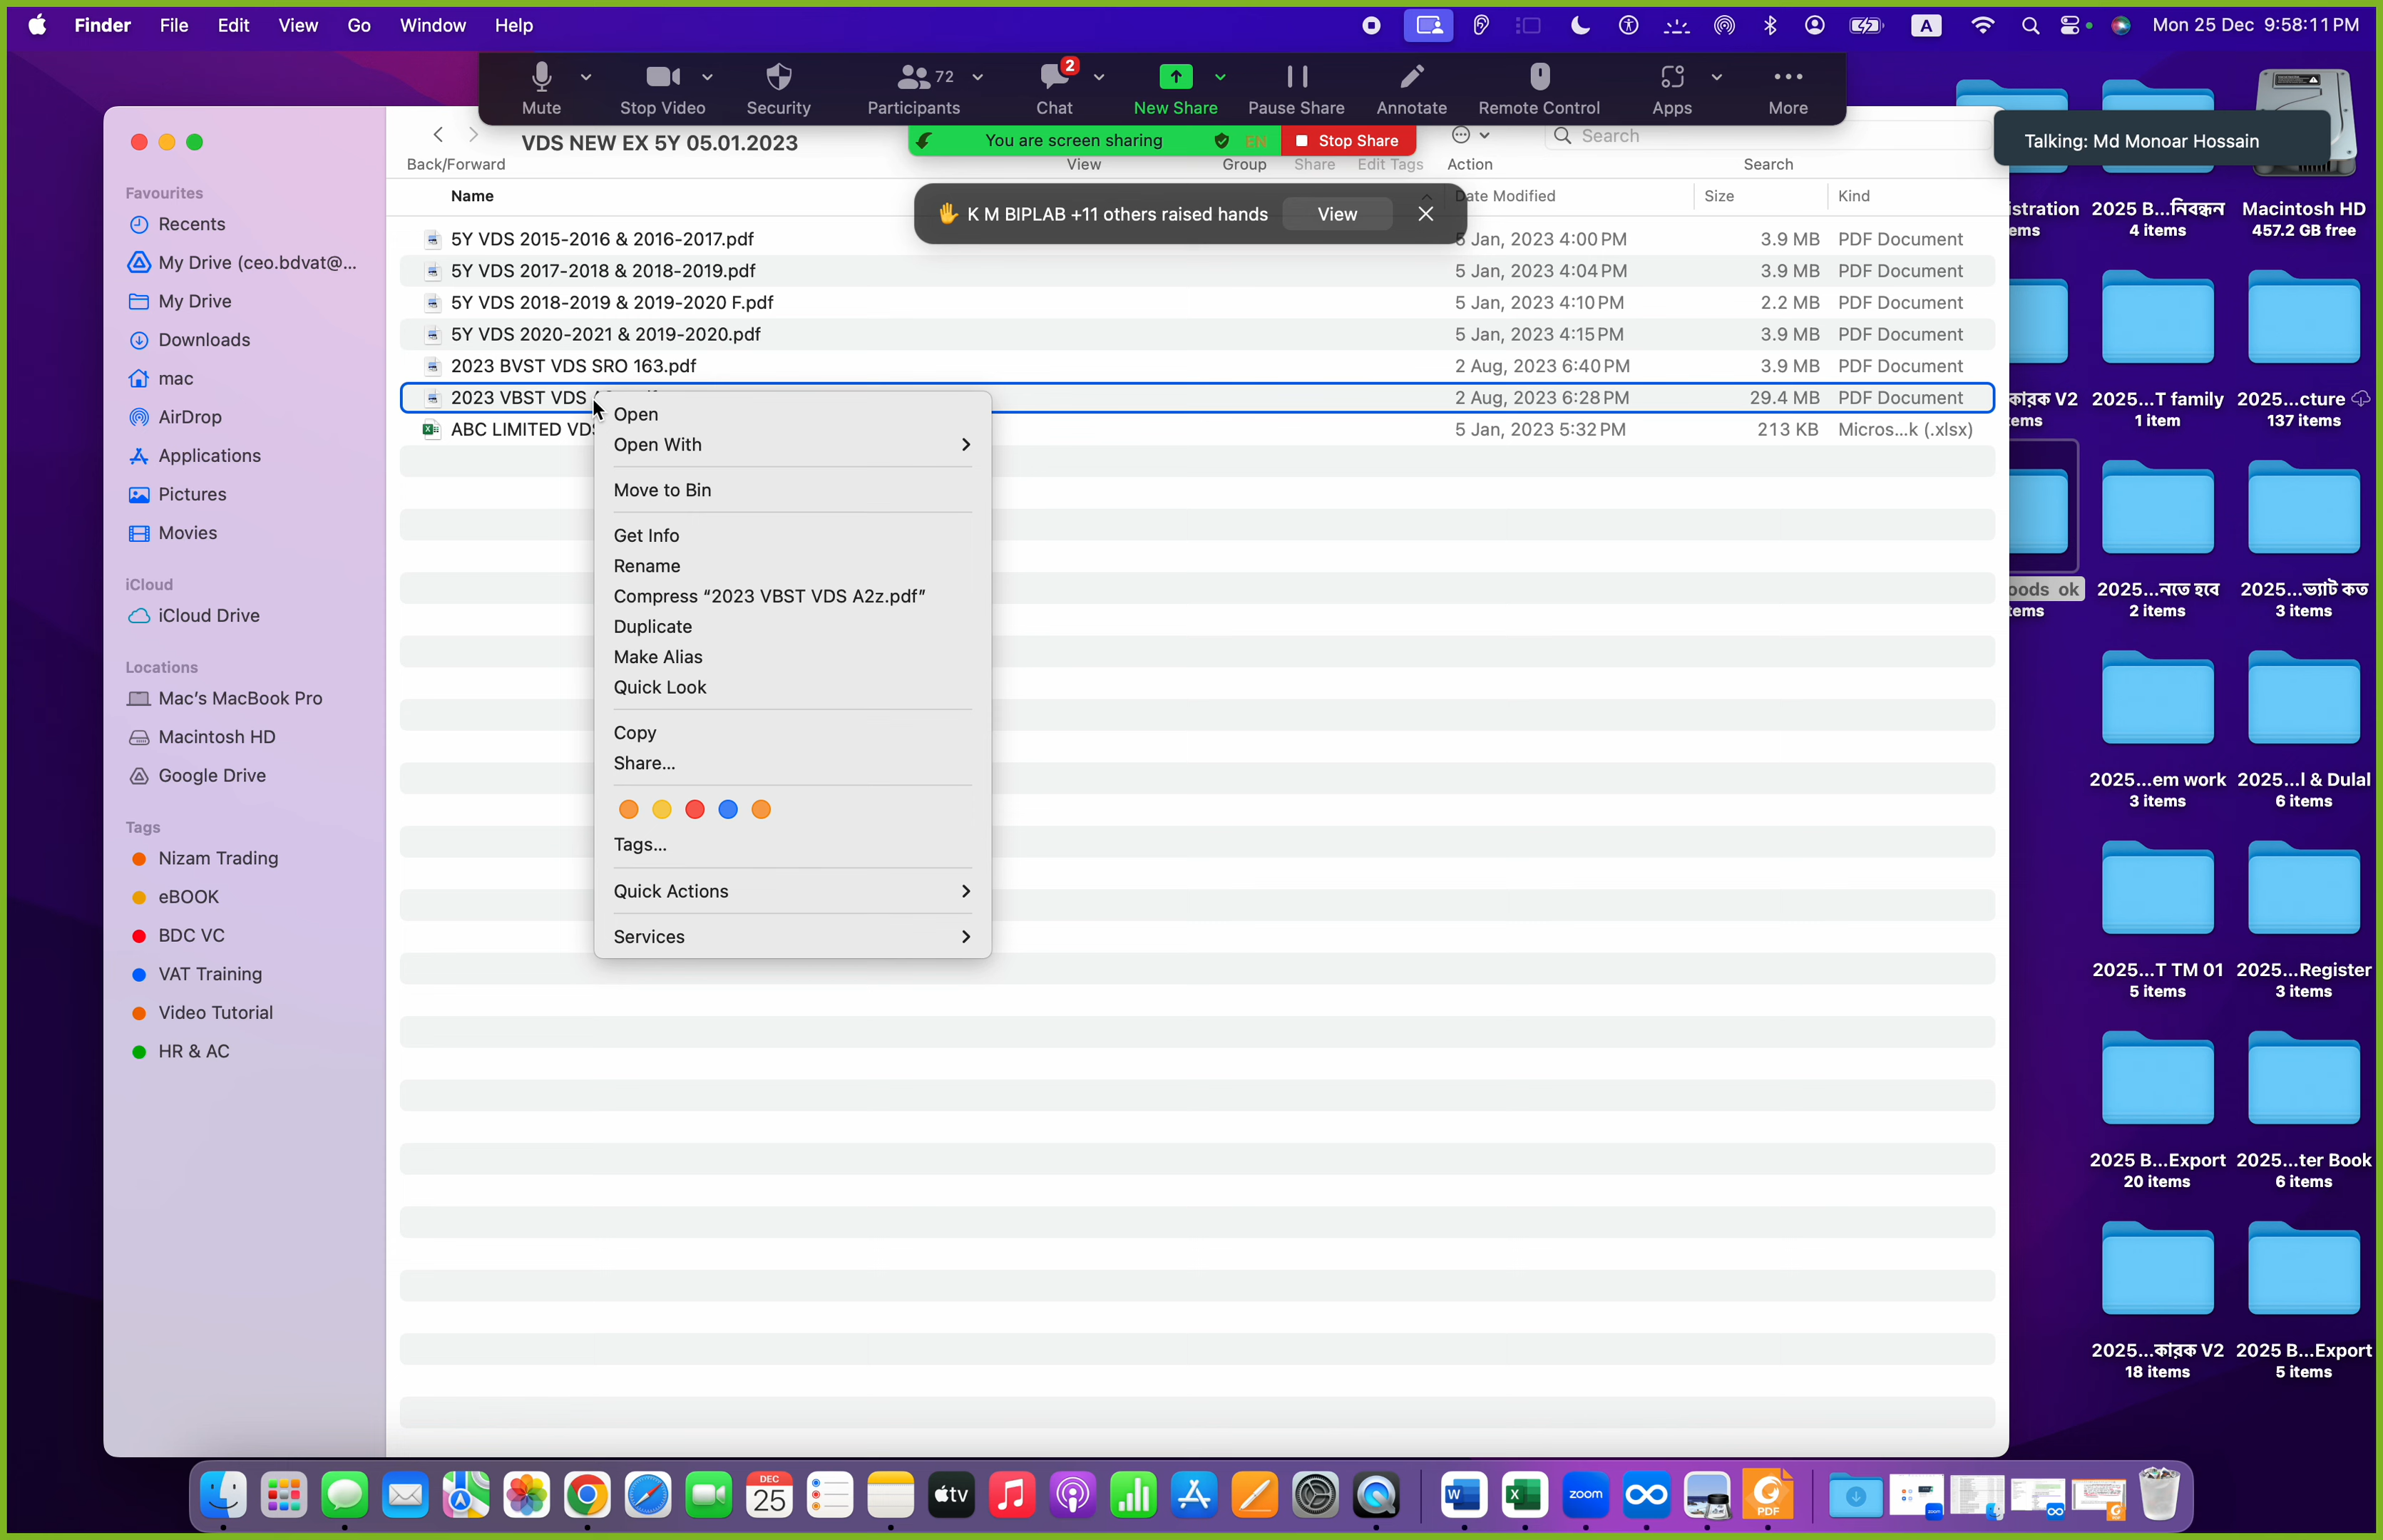 Finder File Edit View Go Window Help
A Mon 25 Dec 9:58:11 PM
Mute Stop Video Security 72 Participants 2 Chat New Share Pause Share Annotate Remote Control Apps More
You are screen sharing EN Stop Share
Talking: Md Monoar Hossain
K M BIPLAB +11 others raised hands View
VDS NEW EX 5Y 05.01.2023
Search
Back/Forward View Group Share Edit Tags Action Search
Name Date Modified Size Kind
5Y VDS 2015-2016 & 2016-2017.pdf 5 Jan, 2023 4:00 PM 3.9 MB PDF Document
5Y VDS 2017-2018 & 2018-2019.pdf 5 Jan, 2023 4:04 PM 3.9 MB PDF Document
5Y VDS 2018-2019 & 2019-2020 F.pdf 5 Jan, 2023 4:10 PM 2.2 MB PDF Document
5Y VDS 2020-2021 & 2019-2020.pdf 5 Jan, 2023 4:15 PM 3.9 MB PDF Document
2023 BVST VDS SRO 163.pdf 2 Aug, 2023 6:40 PM 3.9 MB PDF Document
2023 VBST VDS 2 Aug, 2023 6:28 PM 29.4 MB PDF Document
ABC LIMITED VDS 5 Jan, 2023 5:32 PM 213 KB Micros...k (.xlsx)
Favourites
Recents
My Drive (ceo.bdvat@...
My Drive
Downloads
mac
AirDrop
Applications
Pictures
Movies
iCloud
iCloud Drive
Locations
Mac's MacBook Pro
Macintosh HD
Google Drive
Tags
Nizam Trading
eBOOK
BDC VC
VAT Training
Video Tutorial
HR & AC
Open
Open With
Move to Bin
Get Info
Rename
Compress “2023 VBST VDS A2z.pdf”
Duplicate
Make Alias
Quick Look
Copy
Share...
Tags...
Quick Actions
Services
istration 2025 B...নিবন্ধন Macintosh HD
ems 4 items 457.2 GB free
কারক V2 2025...T family 2025...cture
ems 1 item 137 items
oods ok 2025...নতে হবে 2025...ভ্যাট কত
tems 2 items 3 items
2025...em work 2025...l & Dulal
3 items 6 items
2025...T TM 01 2025...Register
5 items 3 items
2025 B...Export 2025...ter Book
20 items 6 items
2025...কারক V2 2025 B...Export
18 items 5 items
DEC
25
tv
W
X
zoom
PDF